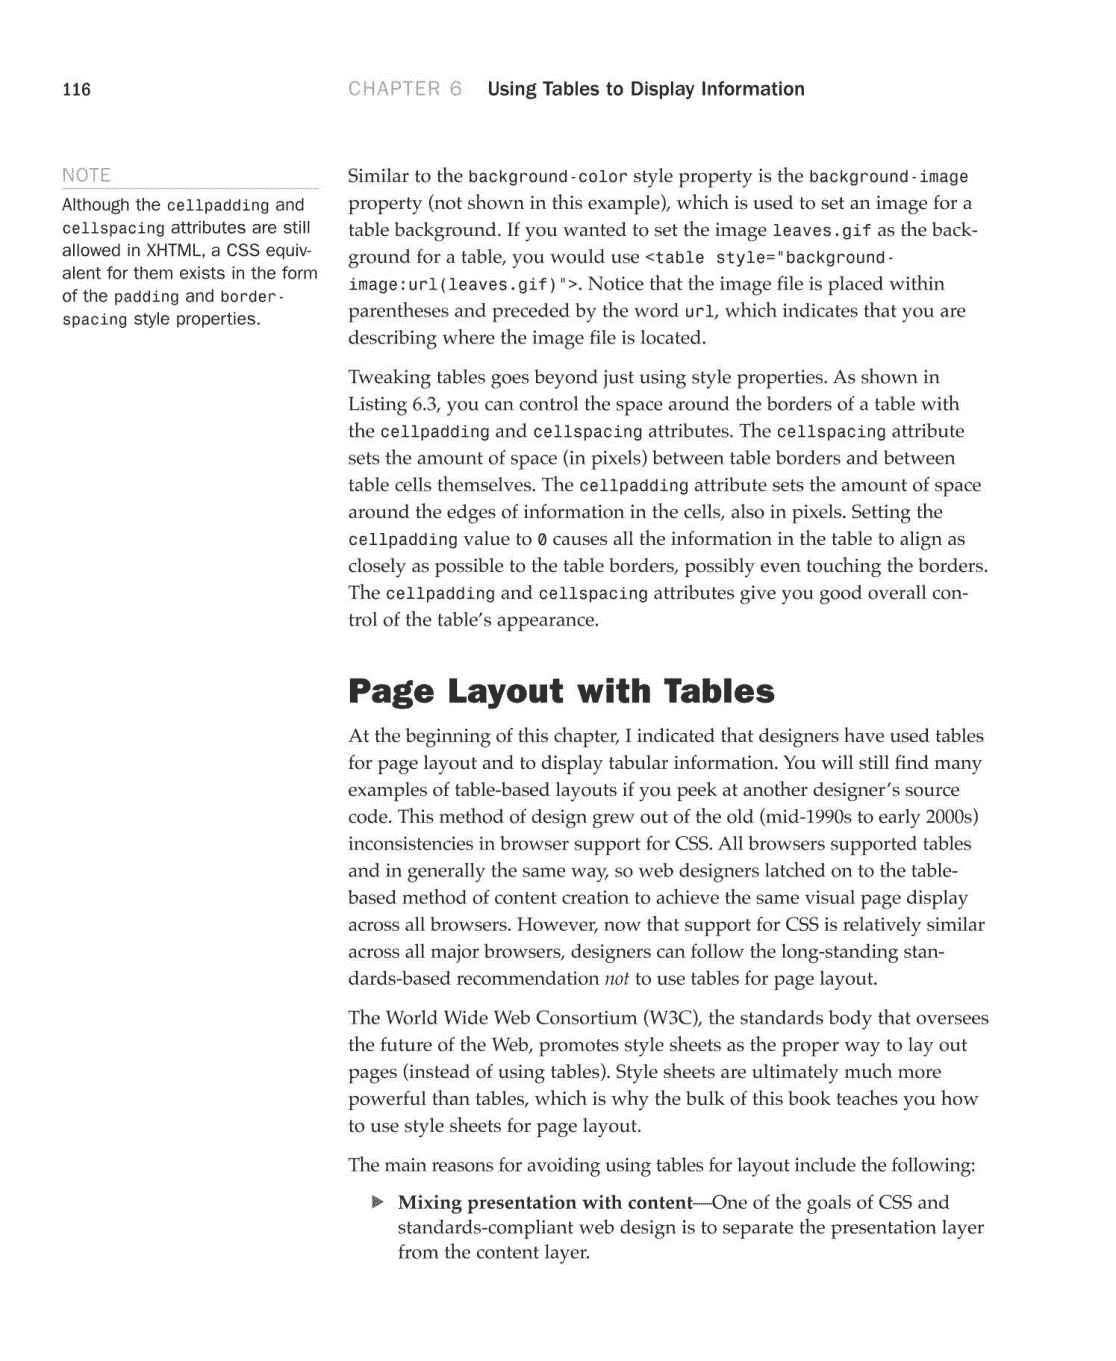 116
CHAPTER 6 Using Tables to Display Information
NOTE
Although the cellpadding and
cellspacing attributes are still
allowed in XHTML, a CSS equiv-
alent for them exists in the form
of the padding and border-
spacing style properties.
Similar to the background-color style property is the background-image
property (not shown in this example), which is used to set an image for a
table background. If you wanted to set the image leaves.gif as the back-
ground for a table, you would use <table style="background-
image:url(leaves.gif)">. Notice that the image file is placed within
parentheses and preceded by the word url, which indicates that you are
describing where the image file is located.
Tweaking tables goes beyond just using style properties. As shown in
Listing 6.3, you can control the space around the borders of a table with
the cellpadding and cellspacing attributes. The cellspacing attribute
sets the amount of space (in pixels) between table borders and between
table cells themselves. The cellpadding attribute sets the amount of space
around the edges of information in the cells, also in pixels. Setting the
cellpadding value to 0 causes all the information in the table to align as
closely as possible to the table borders, possibly even touching the borders.
The cellpadding and cellspacing attributes give you good overall con-
trol of the table's appearance.
Page Layout with Tables
At the beginning of this chapter, I indicated that designers have used tables
for page layout and to display tabular information. You will still find many
examples of table-based layouts if you peek at another designer's source
code. This method of design grew out of the old (mid-1990s to early 2000s)
inconsistencies in browser support for CSS. All browsers supported tables
and in generally the same way, so web designers latched on to the table-
based method of content creation to achieve the same visual page display
across all browsers. However, now that support for CSS is relatively similar
across all major browsers, designers can follow the long-standing stan-
dards-based recommendation not to use tables for page layout.
The World Wide Web Consortium (W3C), the standards body that oversees
the future of the Web, promotes style sheets as the proper way to lay out
pages (instead of using tables). Style sheets are ultimately much more
powerful than tables, which is why the bulk of this book teaches you how
to use style sheets for page layout.
The main reasons for avoiding using tables for layout include the following:
▶ Mixing presentation with content—One of the goals of CSS and
standards-compliant web design is to separate the presentation layer
from the content layer.